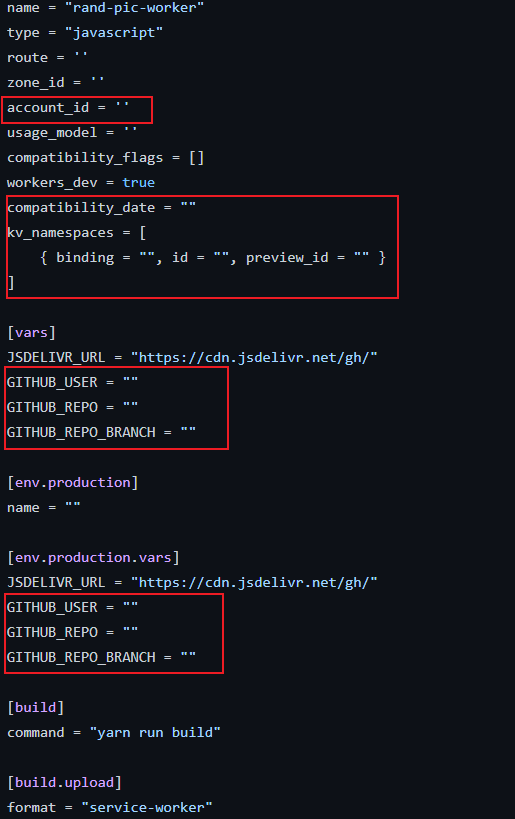 name = "rand-pic-worker"
type = "javascript"
route = ''
zone_id = ''
account_id = ''
usage_model = ''
compatibility_flags = []
workers_dev = true
compatibility_date = ""
kv_namespaces = [
    { binding = "", id = "", preview_id = "" }
]

[vars]
JSDELIVR_URL = "https://cdn.jsdelivr.net/gh/"
GITHUB_USER = ""
GITHUB_REPO = ""
GITHUB_REPO_BRANCH = ""

[env.production]
name = ""

[env.production.vars]
JSDELIVR_URL = "https://cdn.jsdelivr.net/gh/"
GITHUB_USER = ""
GITHUB_REPO = ""
GITHUB_REPO_BRANCH = ""

[build]
command = "yarn run build"

[build.upload]
format = "service-worker"